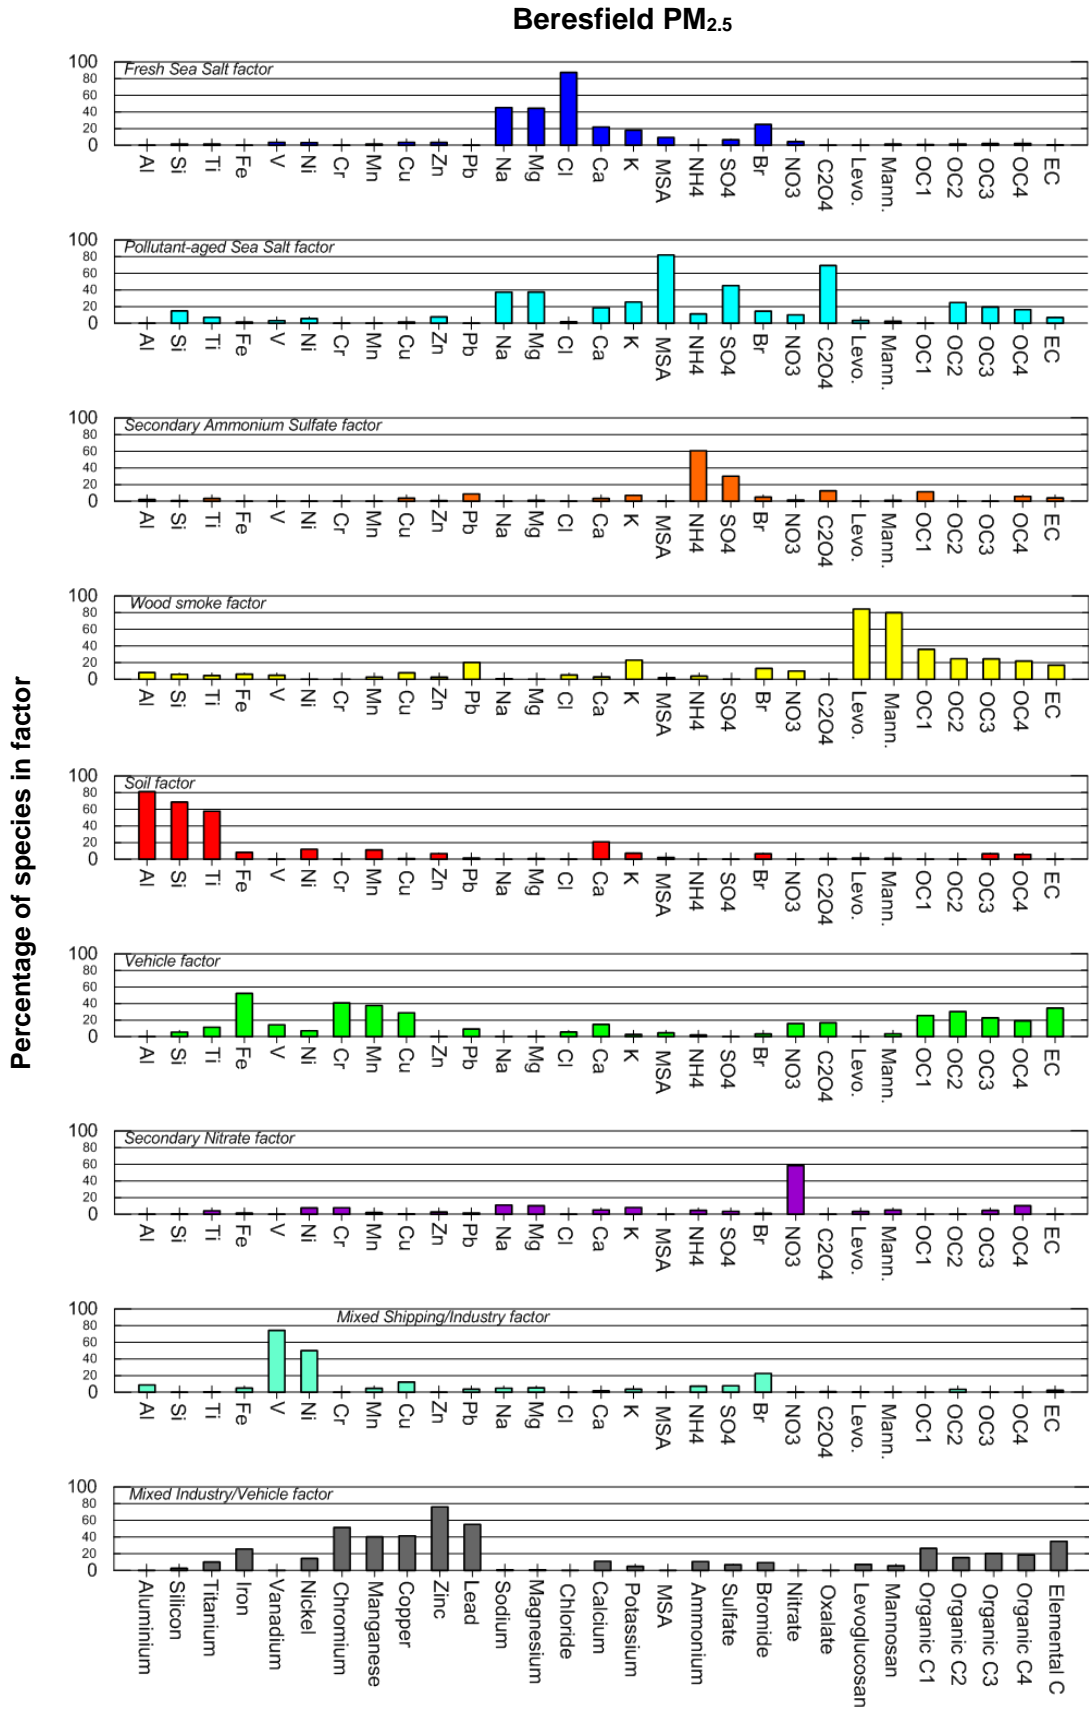 Beresfield PM2.5
Percentage of species in factor
Fresh Sea Salt factor
100
80
60
40
20
0
Al Si Ti Fe V Ni Cr Mn Cu Zn Pb Na Mg Cl Ca K MSA NH4 SO4 Br NO3 C2O4 Levo. Mann. OC1 OC2 OC3 OC4 EC
Pollutant-aged Sea Salt factor
100
80
60
40
20
0
Al Si Ti Fe V Ni Cr Mn Cu Zn Pb Na Mg Cl Ca K MSA NH4 SO4 Br NO3 C2O4 Levo. Mann. OC1 OC2 OC3 OC4 EC
Secondary Ammonium Sulfate factor
100
80
60
40
20
0
Al Si Ti Fe V Ni Cr Mn Cu Zn Pb Na Mg Cl Ca K MSA NH4 SO4 Br NO3 C2O4 Levo. Mann. OC1 OC2 OC3 OC4 EC
Wood smoke factor
100
80
60
40
20
0
Al Si Ti Fe V Ni Cr Mn Cu Zn Pb Na Mg Cl Ca K MSA NH4 SO4 Br NO3 C2O4 Levo. Mann. OC1 OC2 OC3 OC4 EC
Soil factor
100
80
60
40
20
0
Al Si Ti Fe V Ni Cr Mn Cu Zn Pb Na Mg Cl Ca K MSA NH4 SO4 Br NO3 C2O4 Levo. Mann. OC1 OC2 OC3 OC4 EC
Vehicle factor
100
80
60
40
20
0
Al Si Ti Fe V Ni Cr Mn Cu Zn Pb Na Mg Cl Ca K MSA NH4 SO4 Br NO3 C2O4 Levo. Mann. OC1 OC2 OC3 OC4 EC
Secondary Nitrate factor
100
80
60
40
20
0
Al Si Ti Fe V Ni Cr Mn Cu Zn Pb Na Mg Cl Ca K MSA NH4 SO4 Br NO3 C2O4 Levo. Mann. OC1 OC2 OC3 OC4 EC
Mixed Shipping/Industry factor
100
80
60
40
20
0
Al Si Ti Fe V Ni Cr Mn Cu Zn Pb Na Mg Cl Ca K MSA NH4 SO4 Br NO3 C2O4 Levo. Mann. OC1 OC2 OC3 OC4 EC
Mixed Industry/Vehicle factor
100
80
60
40
20
0
Aluminium
Silicon
Titanium
Iron
Vanadium
Nickel
Chromium
Manganese
Copper
Zinc
Lead
Sodium
Magnesium
Chloride
Calcium
Potassium
MSA
Ammonium
Sulfate
Bromide
Nitrate
Oxalate
Levoglucosan
Mannosan
Organic C1
Organic C2
Organic C3
Organic C4
Elemental C